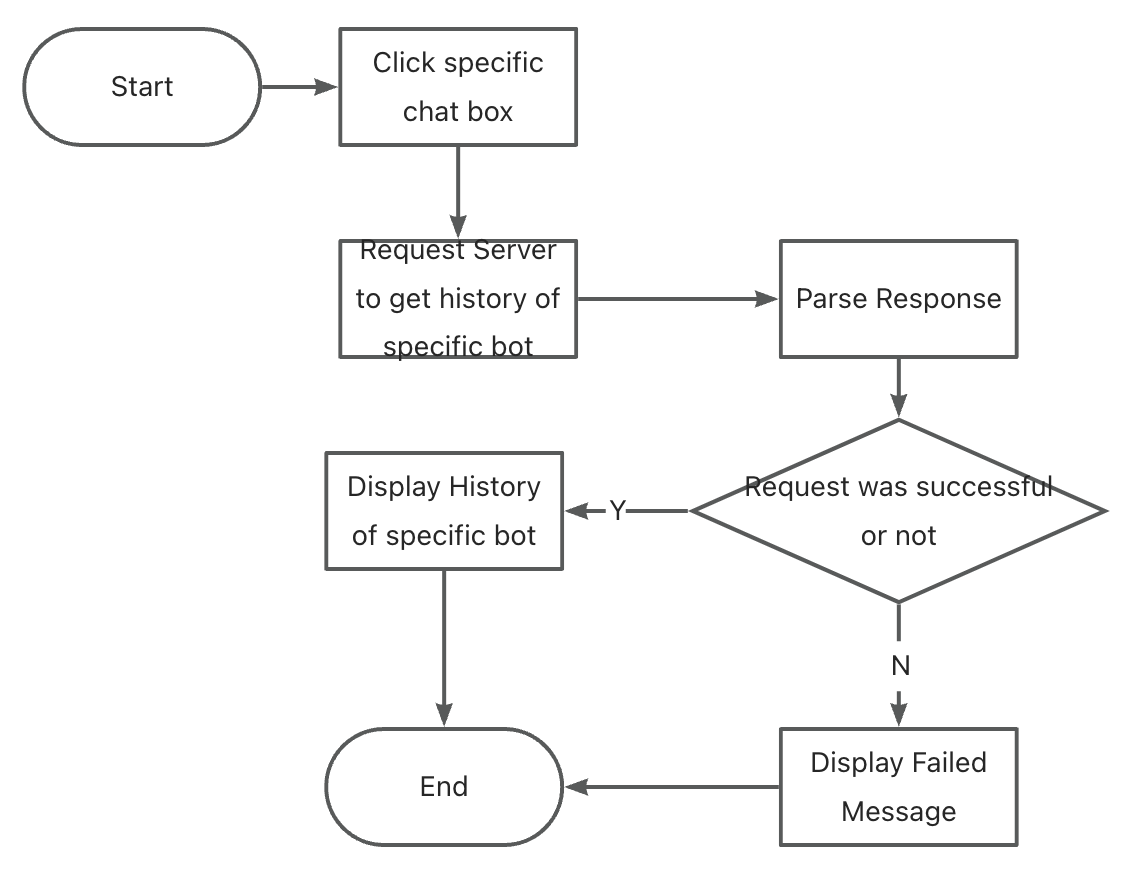 Start
Click specific
chat box
Request Server
to get history of
specific bot
Parse Response
Request was successful
or not
Y
Display History
of specific bot
N
Display Failed
Message
End